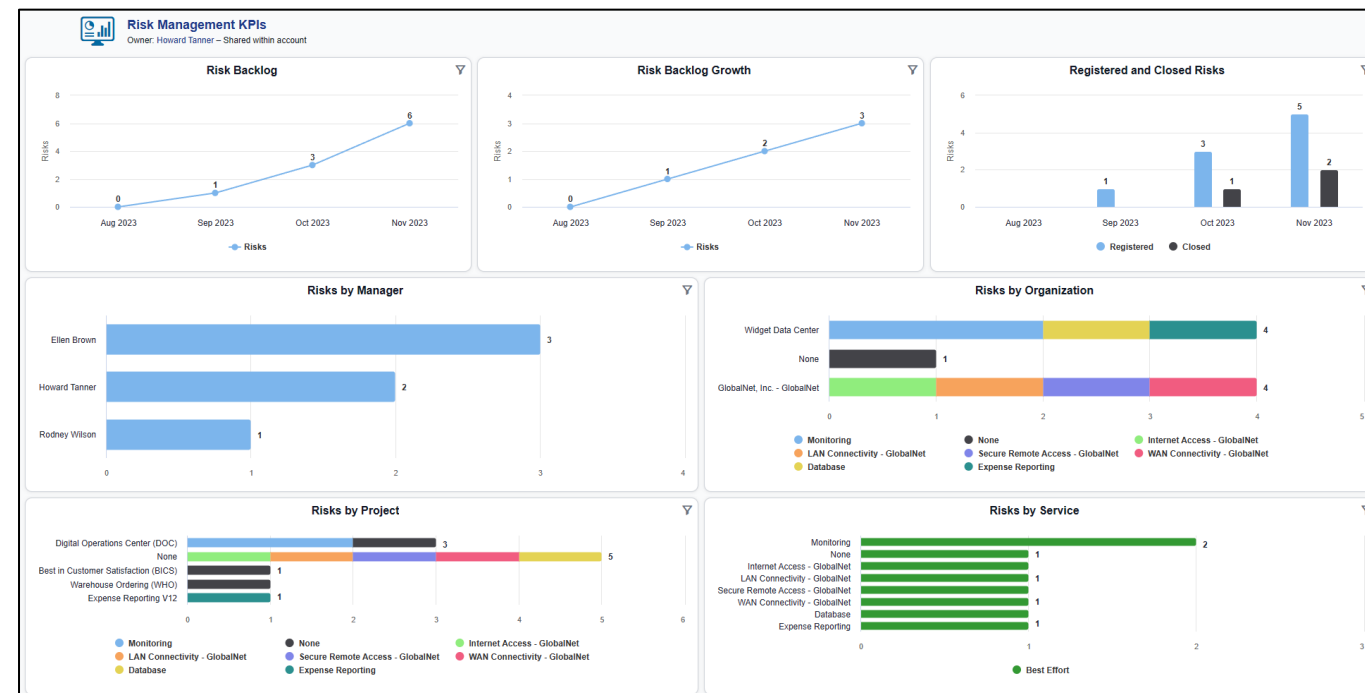 Risk Management KPIs
Owner: Howard Tanner – Shared within account
Risk Backlog
8
6
4
2
0
Risks
0
1
3
6
Aug 2023 Sep 2023 Oct 2023 Nov 2023
Risks
Risk Backlog Growth
4
3
2
1
0
Risks
0
1
2
3
Aug 2023 Sep 2023 Oct 2023 Nov 2023
Risks
Registered and Closed Risks
6
4
2
0
Risks
1
3
1
5
2
Aug 2023 Sep 2023 Oct 2023 Nov 2023
Registered Closed
Risks by Manager
Ellen Brown 3
Howard Tanner 2
Rodney Wilson 1
0 1 2 3 4
Risks by Organization
Widget Data Center 4
None 1
GlobalNet, Inc. - GlobalNet 4
0 1 2 3 4 5
Monitoring None Internet Access - GlobalNet
LAN Connectivity - GlobalNet Secure Remote Access - GlobalNet WAN Connectivity - GlobalNet
Database Expense Reporting
Risks by Project
Digital Operations Center (DOC) 3
None 5
Best in Customer Satisfaction (BICS) 1
Warehouse Ordering (WHO)
Expense Reporting V12 1
0 1 2 3 4 5 6
Monitoring None Internet Access - GlobalNet
LAN Connectivity - GlobalNet Secure Remote Access - GlobalNet WAN Connectivity - GlobalNet
Database Expense Reporting
Risks by Service
Monitoring 2
None 1
Internet Access - GlobalNet
LAN Connectivity - GlobalNet 1
Secure Remote Access - GlobalNet
WAN Connectivity - GlobalNet 1
Database
Expense Reporting 1
0 1 2 3
Best Effort